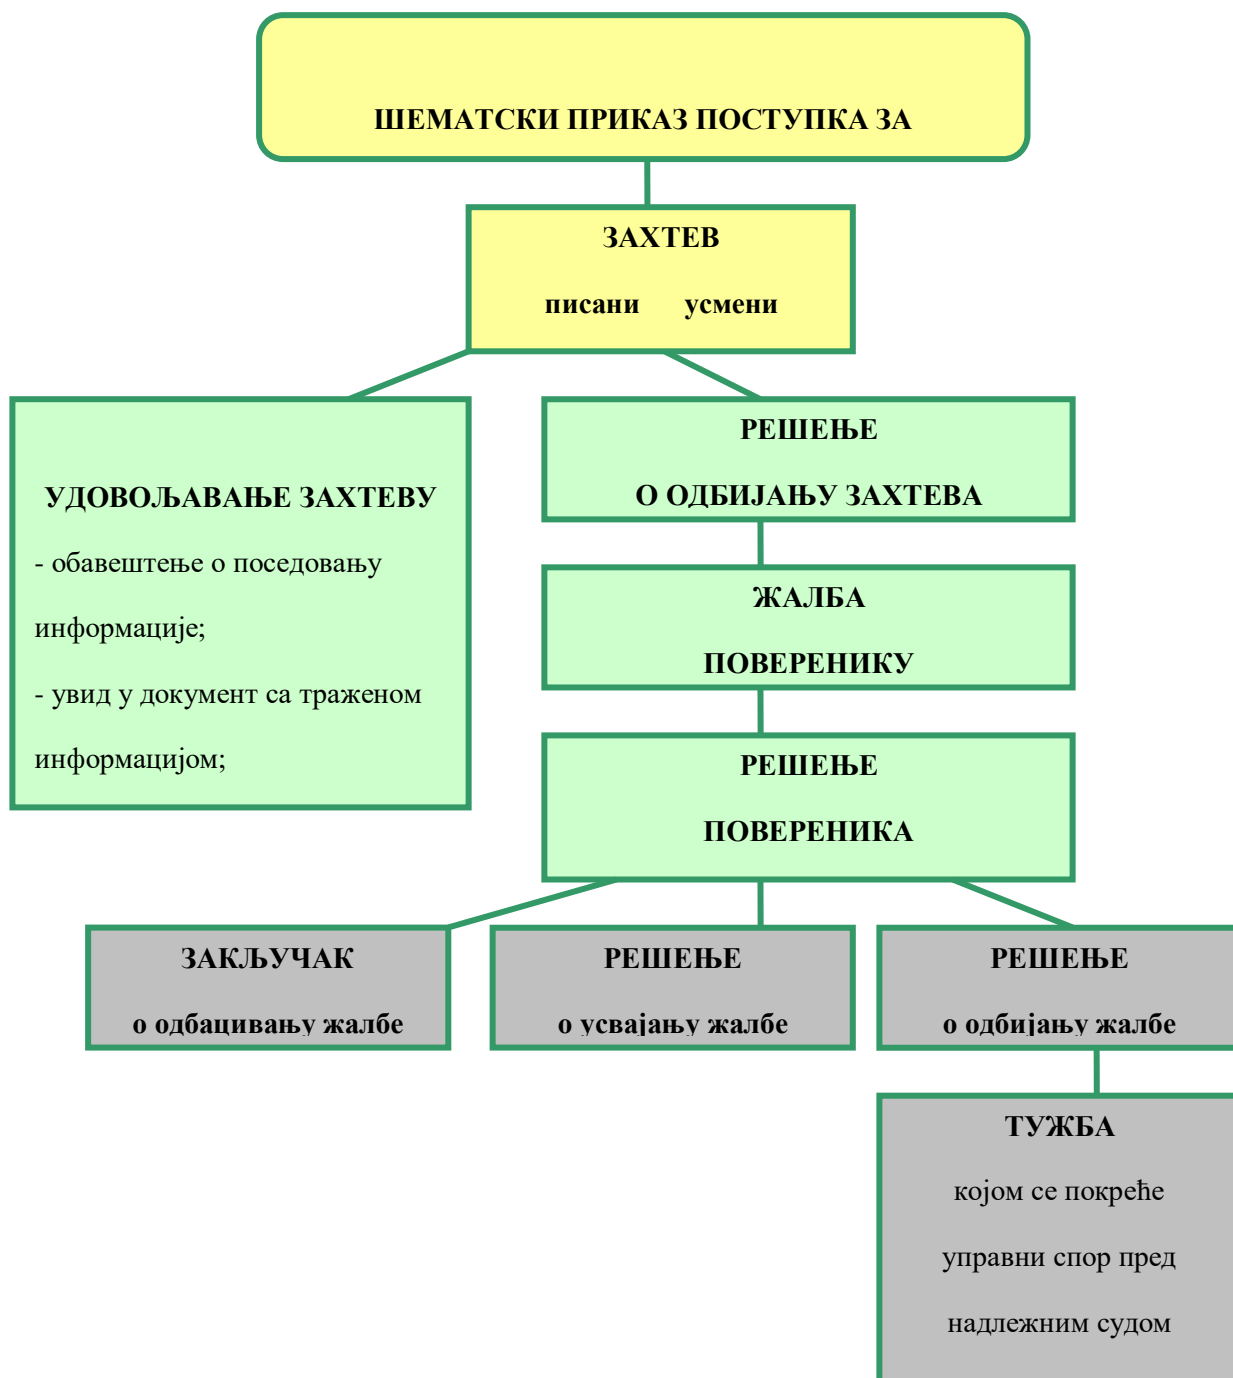 ШЕМАТСКИ ПРИКАЗ ПОСТУПКА ЗА
ЗАХТЕВ
писани усмени
УДОВОЉАВАЊЕ ЗАХТЕВУ
- обавештење о поседовању
информације;
- увид у документ са траженом
информацијом;
РЕШЕЊЕ
О ОДБИЈАЊУ ЗАХТЕВА
ЖАЛБА
ПОВЕРЕНИКУ
РЕШЕЊЕ
ПОВЕРЕНИКА
ЗАКЉУЧАК
о одбацивању жалбе
РЕШЕЊЕ
о усвајању жалбе
РЕШЕЊЕ
о одбијању жалбе
ТУЖБА
којом се покреће
управни спор пред
надлежним судом